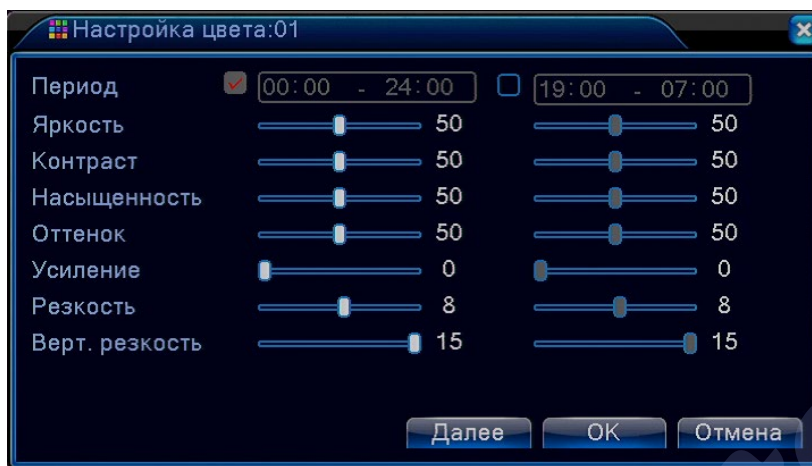 Настройка цвета:01
Период 00:00 - 24:00 19:00 - 07:00
Яркость 50 50
Контраст 50 50
Насыщенность 50 50
Оттенок 50 50
Усиление 0 0
Резкость 8 8
Верт. резкость 15 15
Далее OK Отмена